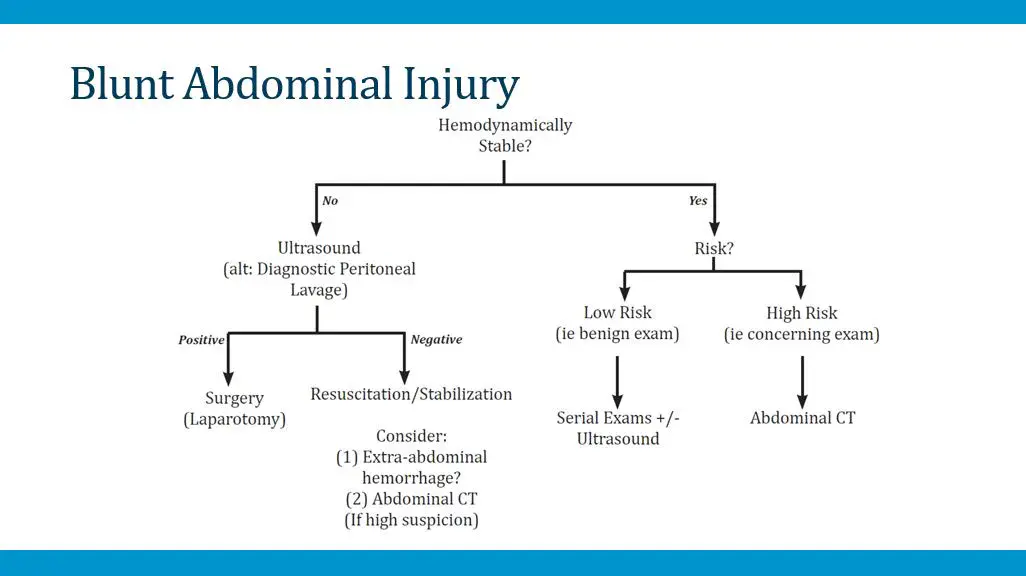 Blunt Abdominal Injury
Hemodynamically
Stable?
No
Yes
Ultrasound
(alt: Diagnostic Peritoneal
Lavage)
Risk?
Low Risk
(ie benign exam)
High Risk
(ie concerning exam)
Positive
Negative
Surgery
(Laparotomy)
Resuscitation/Stabilization
Consider:
(1) Extra-abdominal
hemorrhage?
(2) Abdominal CT
(If high suspicion)
Serial Exams +/-
Ultrasound
Abdominal CT